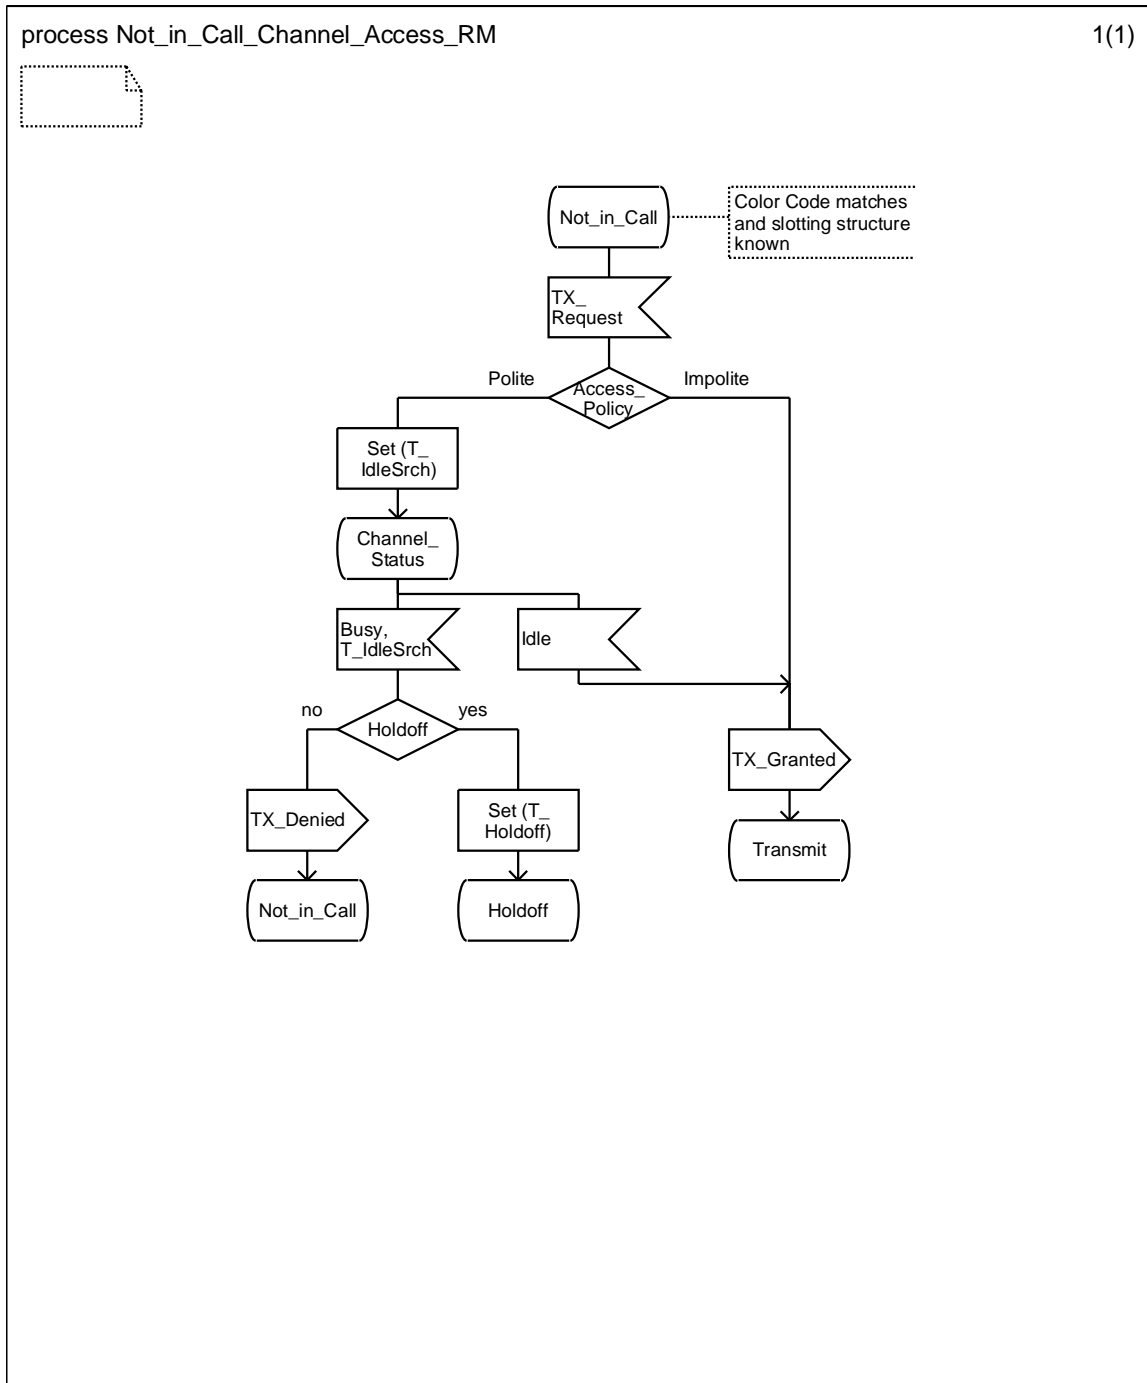 process Not_in_Call_Channel_Access_RM
1(1)
Not_in_Call
Color Code matches
and slotting structure
known
TX_
Request
Polite
Access_
Policy
Impolite
Set (T_
IdleSrch)
Channel_
Status
Busy,
T_IdleSrch
Idle
no
Holdoff
yes
TX_Granted
TX_Denied
Set (T_
Holdoff)
Transmit
Not_in_Call
Holdoff